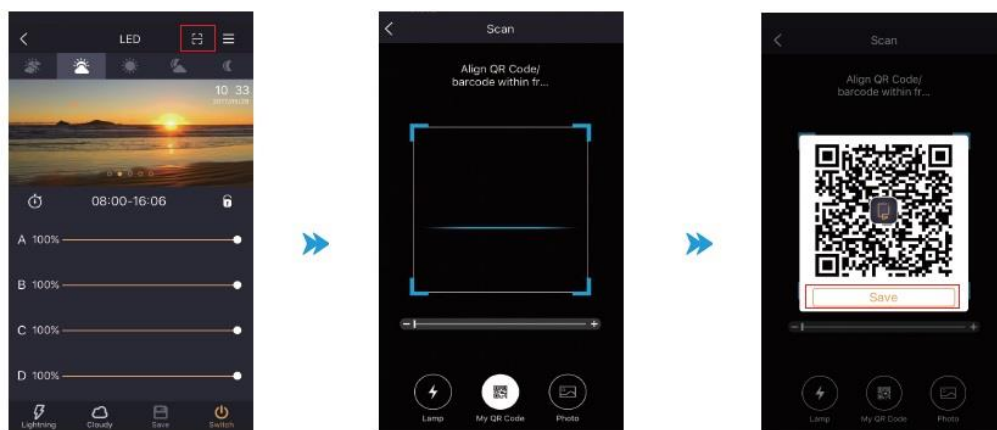 LED
10 33
08:00-16:06
A 100%
B 100%
C 100%
D 100%
Lightning
Cloudy
Save
Switch
Scan
Align QR Code/
barcode within fr...
Lamp
My QR Code
Photo
Scan
Align QR Code/
barcode within fr...
Save
Lamp
My QR Code
Photo